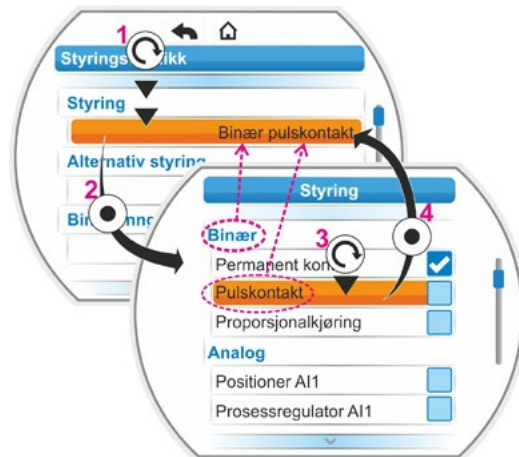 1
Styrings
ikk
Styring
Binær pulskontakt
Alternativ styring
2
Bin
nng
Styring
4
Binær
3
Permanent kon
Pulskontakt
Proporsjonalkjøring
Analog
Positioner AI1
Prosessregulator AI1